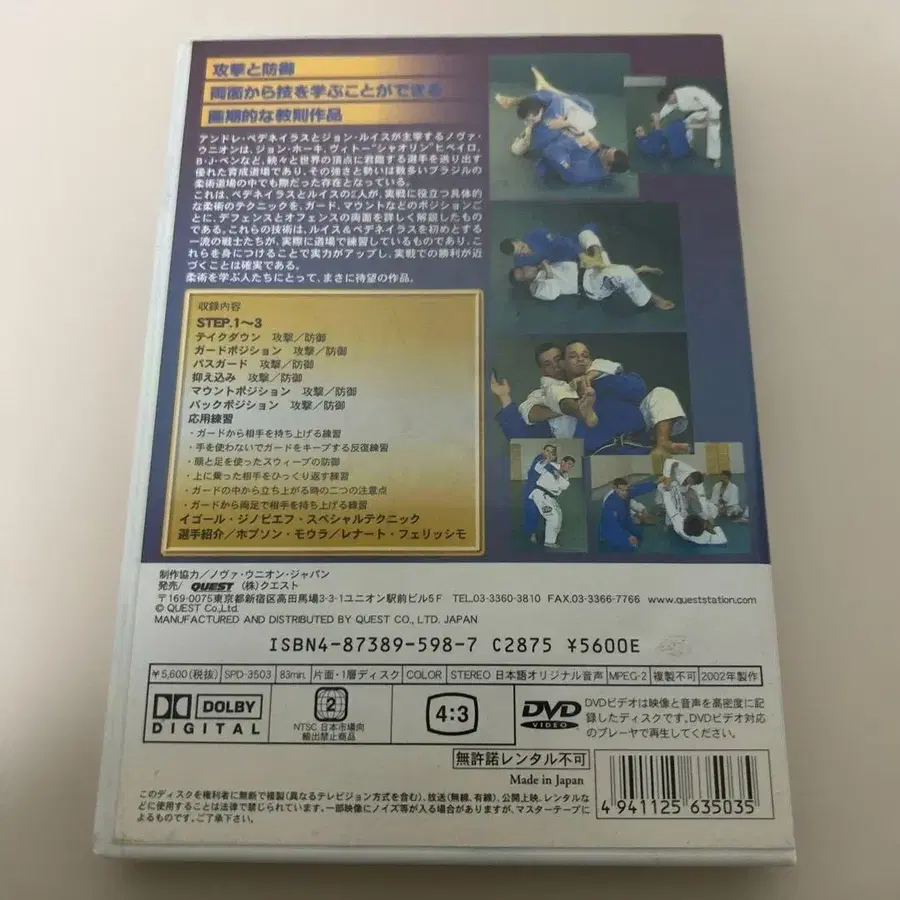 攻撃と防御
両面から技を学ぶことができる
画期的な教則作品
アンドレ・ペデネイラスとジョン・ルイスが主宰するノヴァ・
ウニオンは、ジョン・ホーキ、ヴィトー"シャオリン"ヒベイロ、
B・J・ペンなど、続々と世界の頂点に君臨する選手を送り出す
優れた育成道場であり、その強さと勢いは数多いブラジルの
柔術道場の中でも際だった存在となっている。
これは、ペデネイラスとルイスの2人が、実戦に役立つ具体的
な柔術のテクニックを、ガード、マウントなどのポジションご
とに、デフェンスとオフェンスの両面を詳しく解説したもの
である。これらの技術は、ルイス＆ペデネイラスを初めとする
一流の戦士たちが、実際に道場で練習しているものであり、こ
れらを身につけることで実力がアップし、実戦での勝利が近
づくことは確実である。
柔術を学ぶ人たちにとって、まさに待望の作品。
収録内容
STEP.1〜3
テイクダウン 攻撃／防御
ガードポジション 攻撃／防御
パスガード 攻撃／防御
抑え込み 攻撃／防御
マウントポジション 攻撃／防御
バックポジション 攻撃／防御
応用練習
・ガードから相手を持ち上げる練習
・手を使わないでガードをキープする反復練習
・頭と足を使ったスウィープの防御
・上に乗った相手をひっくり返す練習
・ガードの中から立ち上がる時の二つの注意点
・ガードから両足で相手を持ち上げる練習
イゴール・ジノビエフ・スペシャルテクニック
選手紹介／ホブソン・モウラ／レナート・フェリッシモ
制作協力／ノヴァ・ウニオン・ジャパン
発売／ QUEST (株)クエスト
〒169-0075東京都新宿区高田馬場3-3-1ユニオン駅前ビル5F TEL.03-3360-3810 FAX.03-3366-7766 www.queststation.com
© QUEST Co.,Ltd.
MANUFACTURED AND DISTRIBUTED BY QUEST CO., LTD. JAPAN
ISBN4-87389-598-7 C2875 ¥5600E
￥5,600(税抜) SPD-3503 83min. 片面・1層ディスク COLOR STEREO 日本語オリジナル音声 MPEG-2 複製不可 2002年製作
DOLBY
DIGITAL
2
NTSC 日本市場向
輸出禁止商品
4:3
DVD
VIDEO
DVDビデオは映像と音声を高密度に記
録したディスクです。DVDビデオ対応
のプレーヤで再生してください。
無許諾レンタル不可
Made in Japan
このディスクを権利者に無断で複製(異なるテレビジョン方式を含む)、放送(無線、有線)、公開上映、レンタルな
どに使用することは法律で禁じられています。一部映像にノイズ等が入る場合がありますが、マスターテープに
よるものです。ご了承下さい。
4 941125 635035